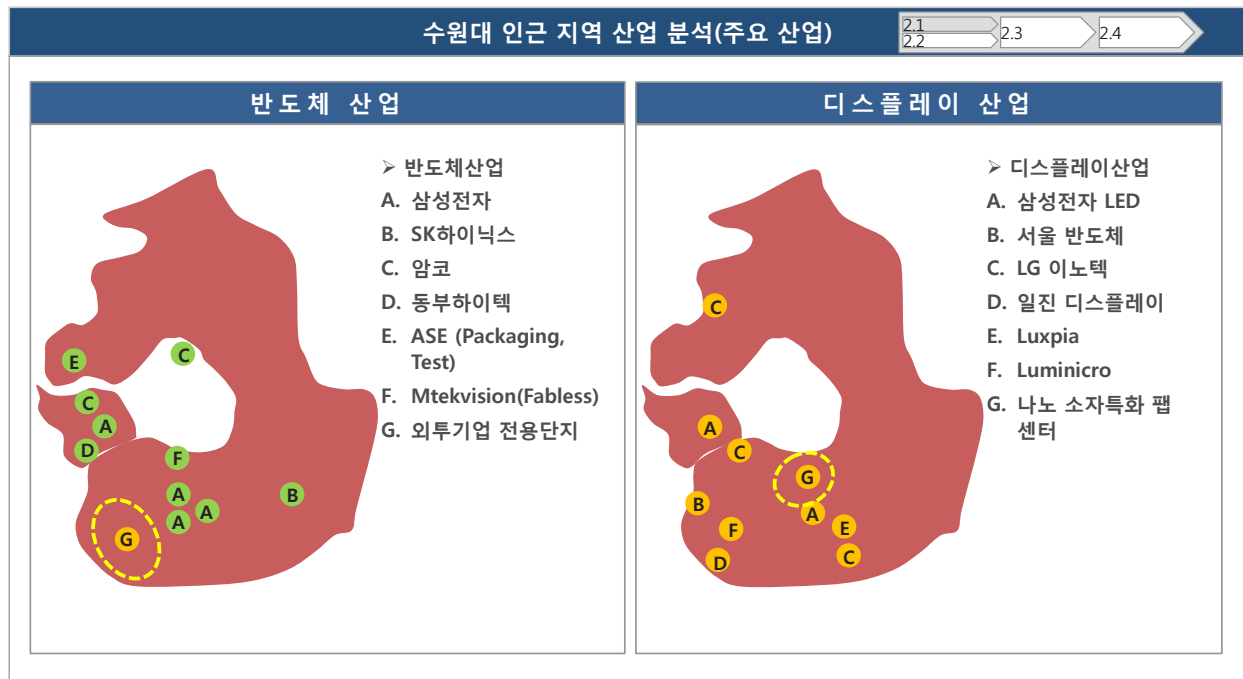 수원대 인근 지역 산업 분석(주요 산업)
2.1
2.2
2.3
2.4
반도체 산업
➢ 반도체산업
A. 삼성전자
B. SK하이닉스
C. 암코
D. 동부하이텍
E. ASE (Packaging,
Test)
F. Mtekvision(Fabless)
G. 외투기업 전용단지
C
E
C
A
D
F
A
A
B
A
G
디스플레이 산업
➢ 디스플레이산업
A. 삼성전자 LED
B. 서울 반도체
C. LG 이노텍
D. 일진 디스플레이
E. Luxpia
F. Luminicro
G. 나노 소자특화 팹
센터
C
A
C
G
B
A
F
E
D
C